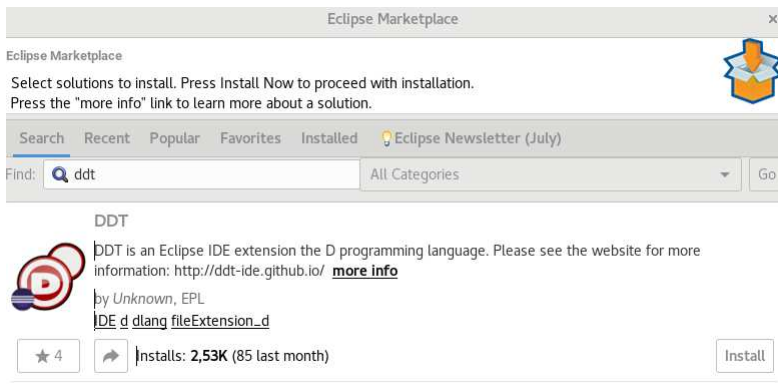 Eclipse Marketplace
Eclipse Marketplace
Select solutions to install. Press Install Now to proceed with installation.
Press the "more info" link to learn more about a solution.
Search Recent Popular Favorites Installed Eclipse Newsletter (July)
Find: ddt All Categories Go
DDT
DDT is an Eclipse IDE extension the D programming language. Please see the website for more
information: http://ddt-ide.github.io/ more info
D
by Unknown, EPL
IDE d dlang fileExtension_d
4 Installs: 2,53K (85 last month) Install